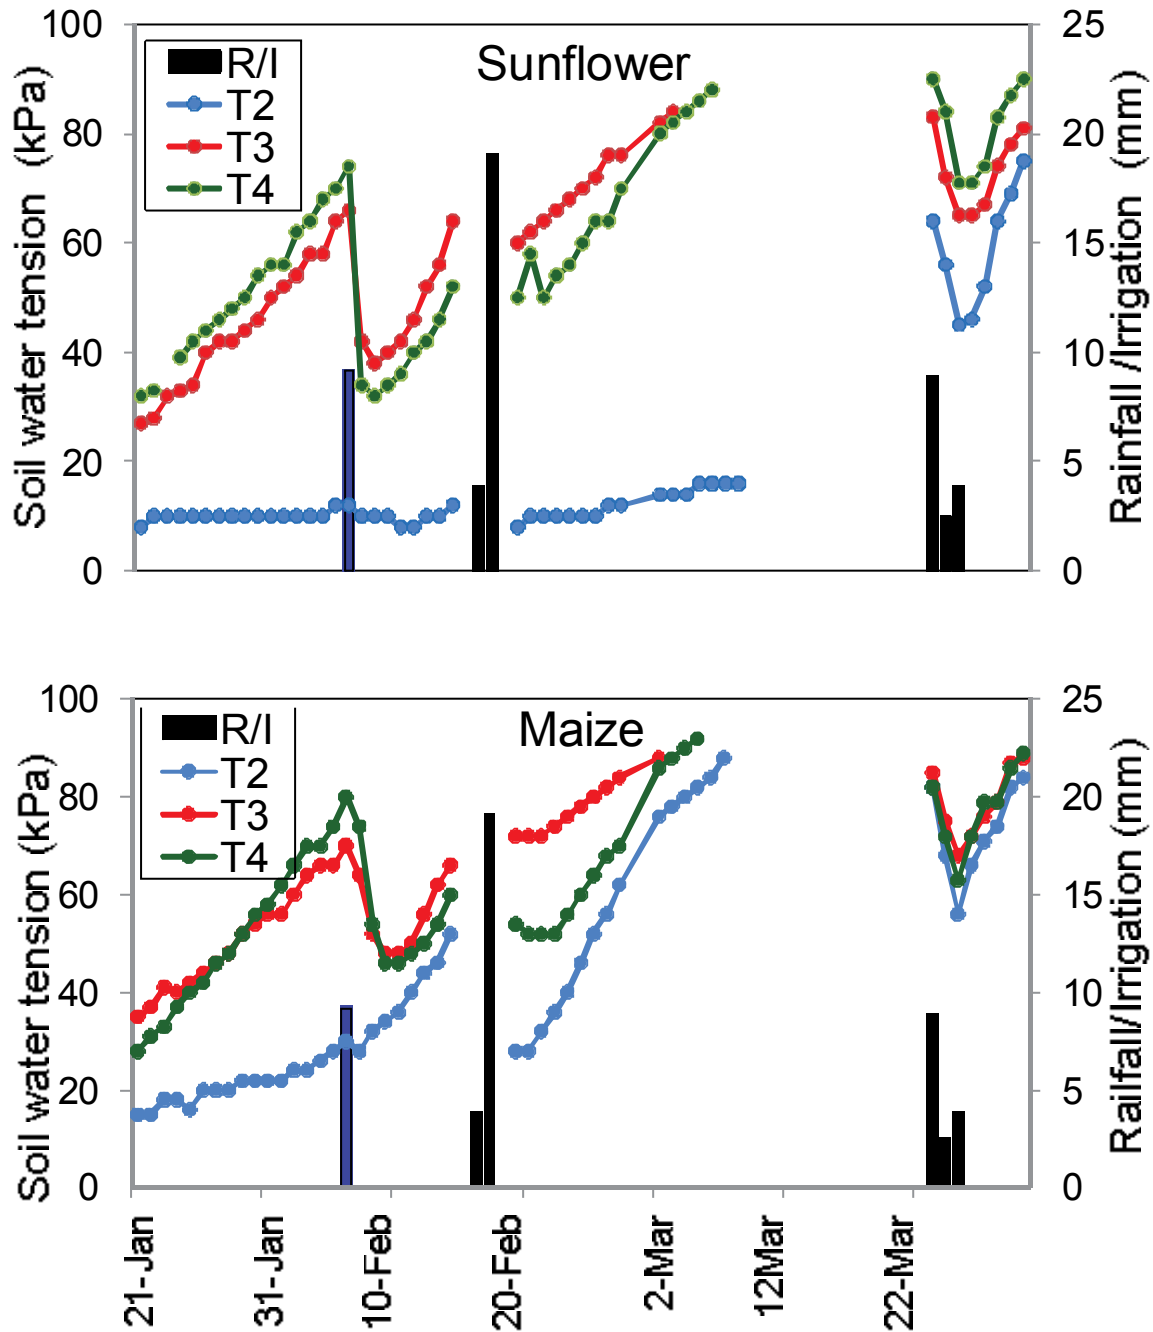 Sunflower
Soil water tension (kPa)
100
80
60
40
20
0
R/I
T2
T3
T4
25
20
15
10
5
0
Rainfall /Irrigation (mm)
Maize
Soil water tension (kPa)
100
80
60
40
20
0
R/I
T2
T3
T4
25
20
15
10
5
0
Railfall/Irrigation (mm)
21-Jan
31-Jan
10-Feb
20-Feb
2-Mar
12Mar
22-Mar